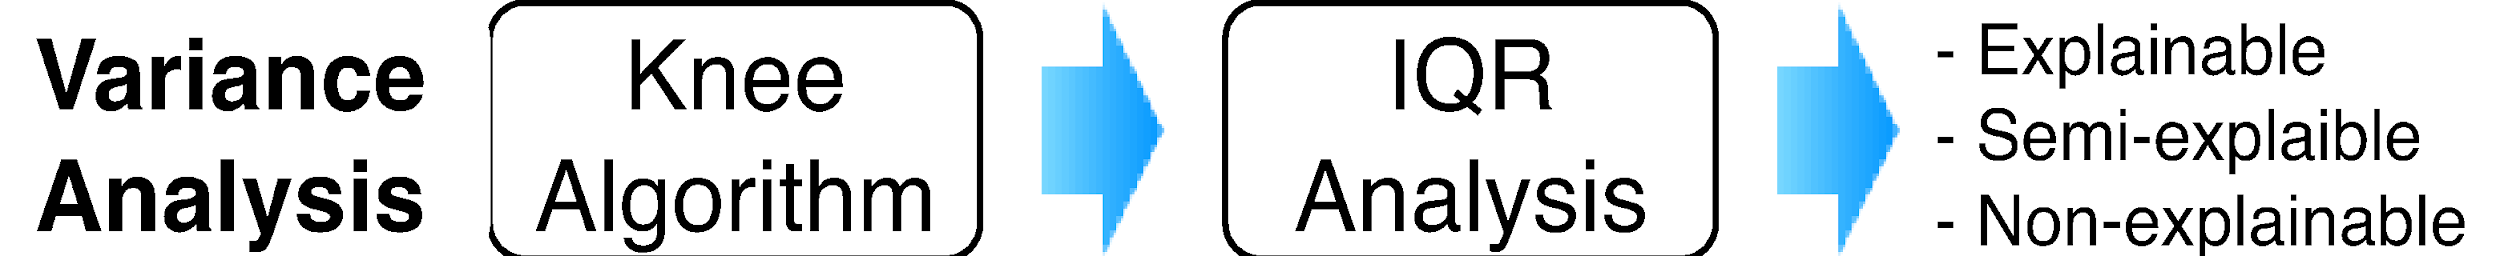 Variance
Analysis
Knee
Algorithm
IQR
Analysis
- Explainable
- Semi-explaible
- Non-explainable